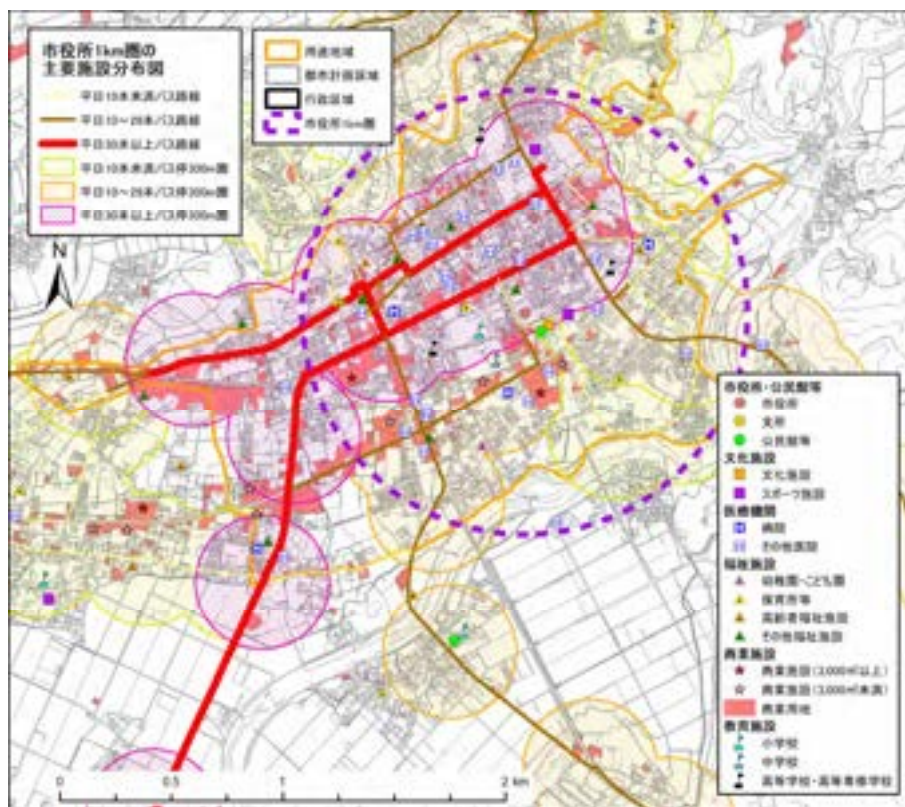 市役所1km圏の
主要施設分布図
平日10本未満バス路線
平日10～29本バス路線
平日30本以上バス路線
平日10本未満バス停300m圏
平日10～29本バス停300m圏
平日30本以上バス停300m圏
用途地域
都市計画区域
行政区域
市役所1km圏
N
市役所・公民館等
市役所
支所
公民館等
文化施設
文化施設
スポーツ施設
医療機関
病院
その他医院
福祉施設
幼稚園・こども園
保育所等
高齢者福祉施設
その他福祉施設
商業施設
商業施設(3,000㎡以上)
商業施設(3,000㎡未満)
商業用地
教育施設
小学校
中学校
高等学校・高等専修学校
0 0.5 1 2 km